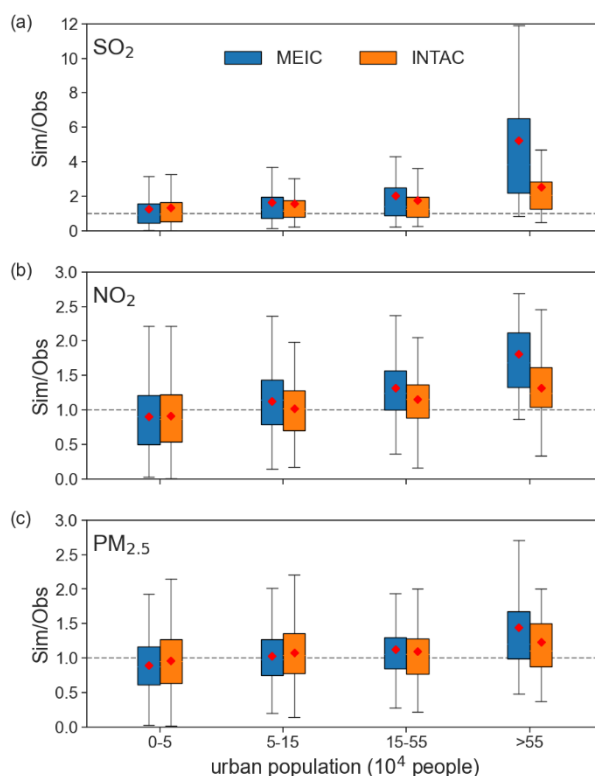 (a)
SO₂
MEIC INTAC
Sim/Obs
12
10
8
6
4
2
0
(b)
NO₂
Sim/Obs
3.0
2.5
2.0
1.5
1.0
0.5
0.0
(c)
PM₂.₅
Sim/Obs
3.0
2.5
2.0
1.5
1.0
0.5
0.0
0-5 5-15 15-55 >55
urban population (10⁴ people)